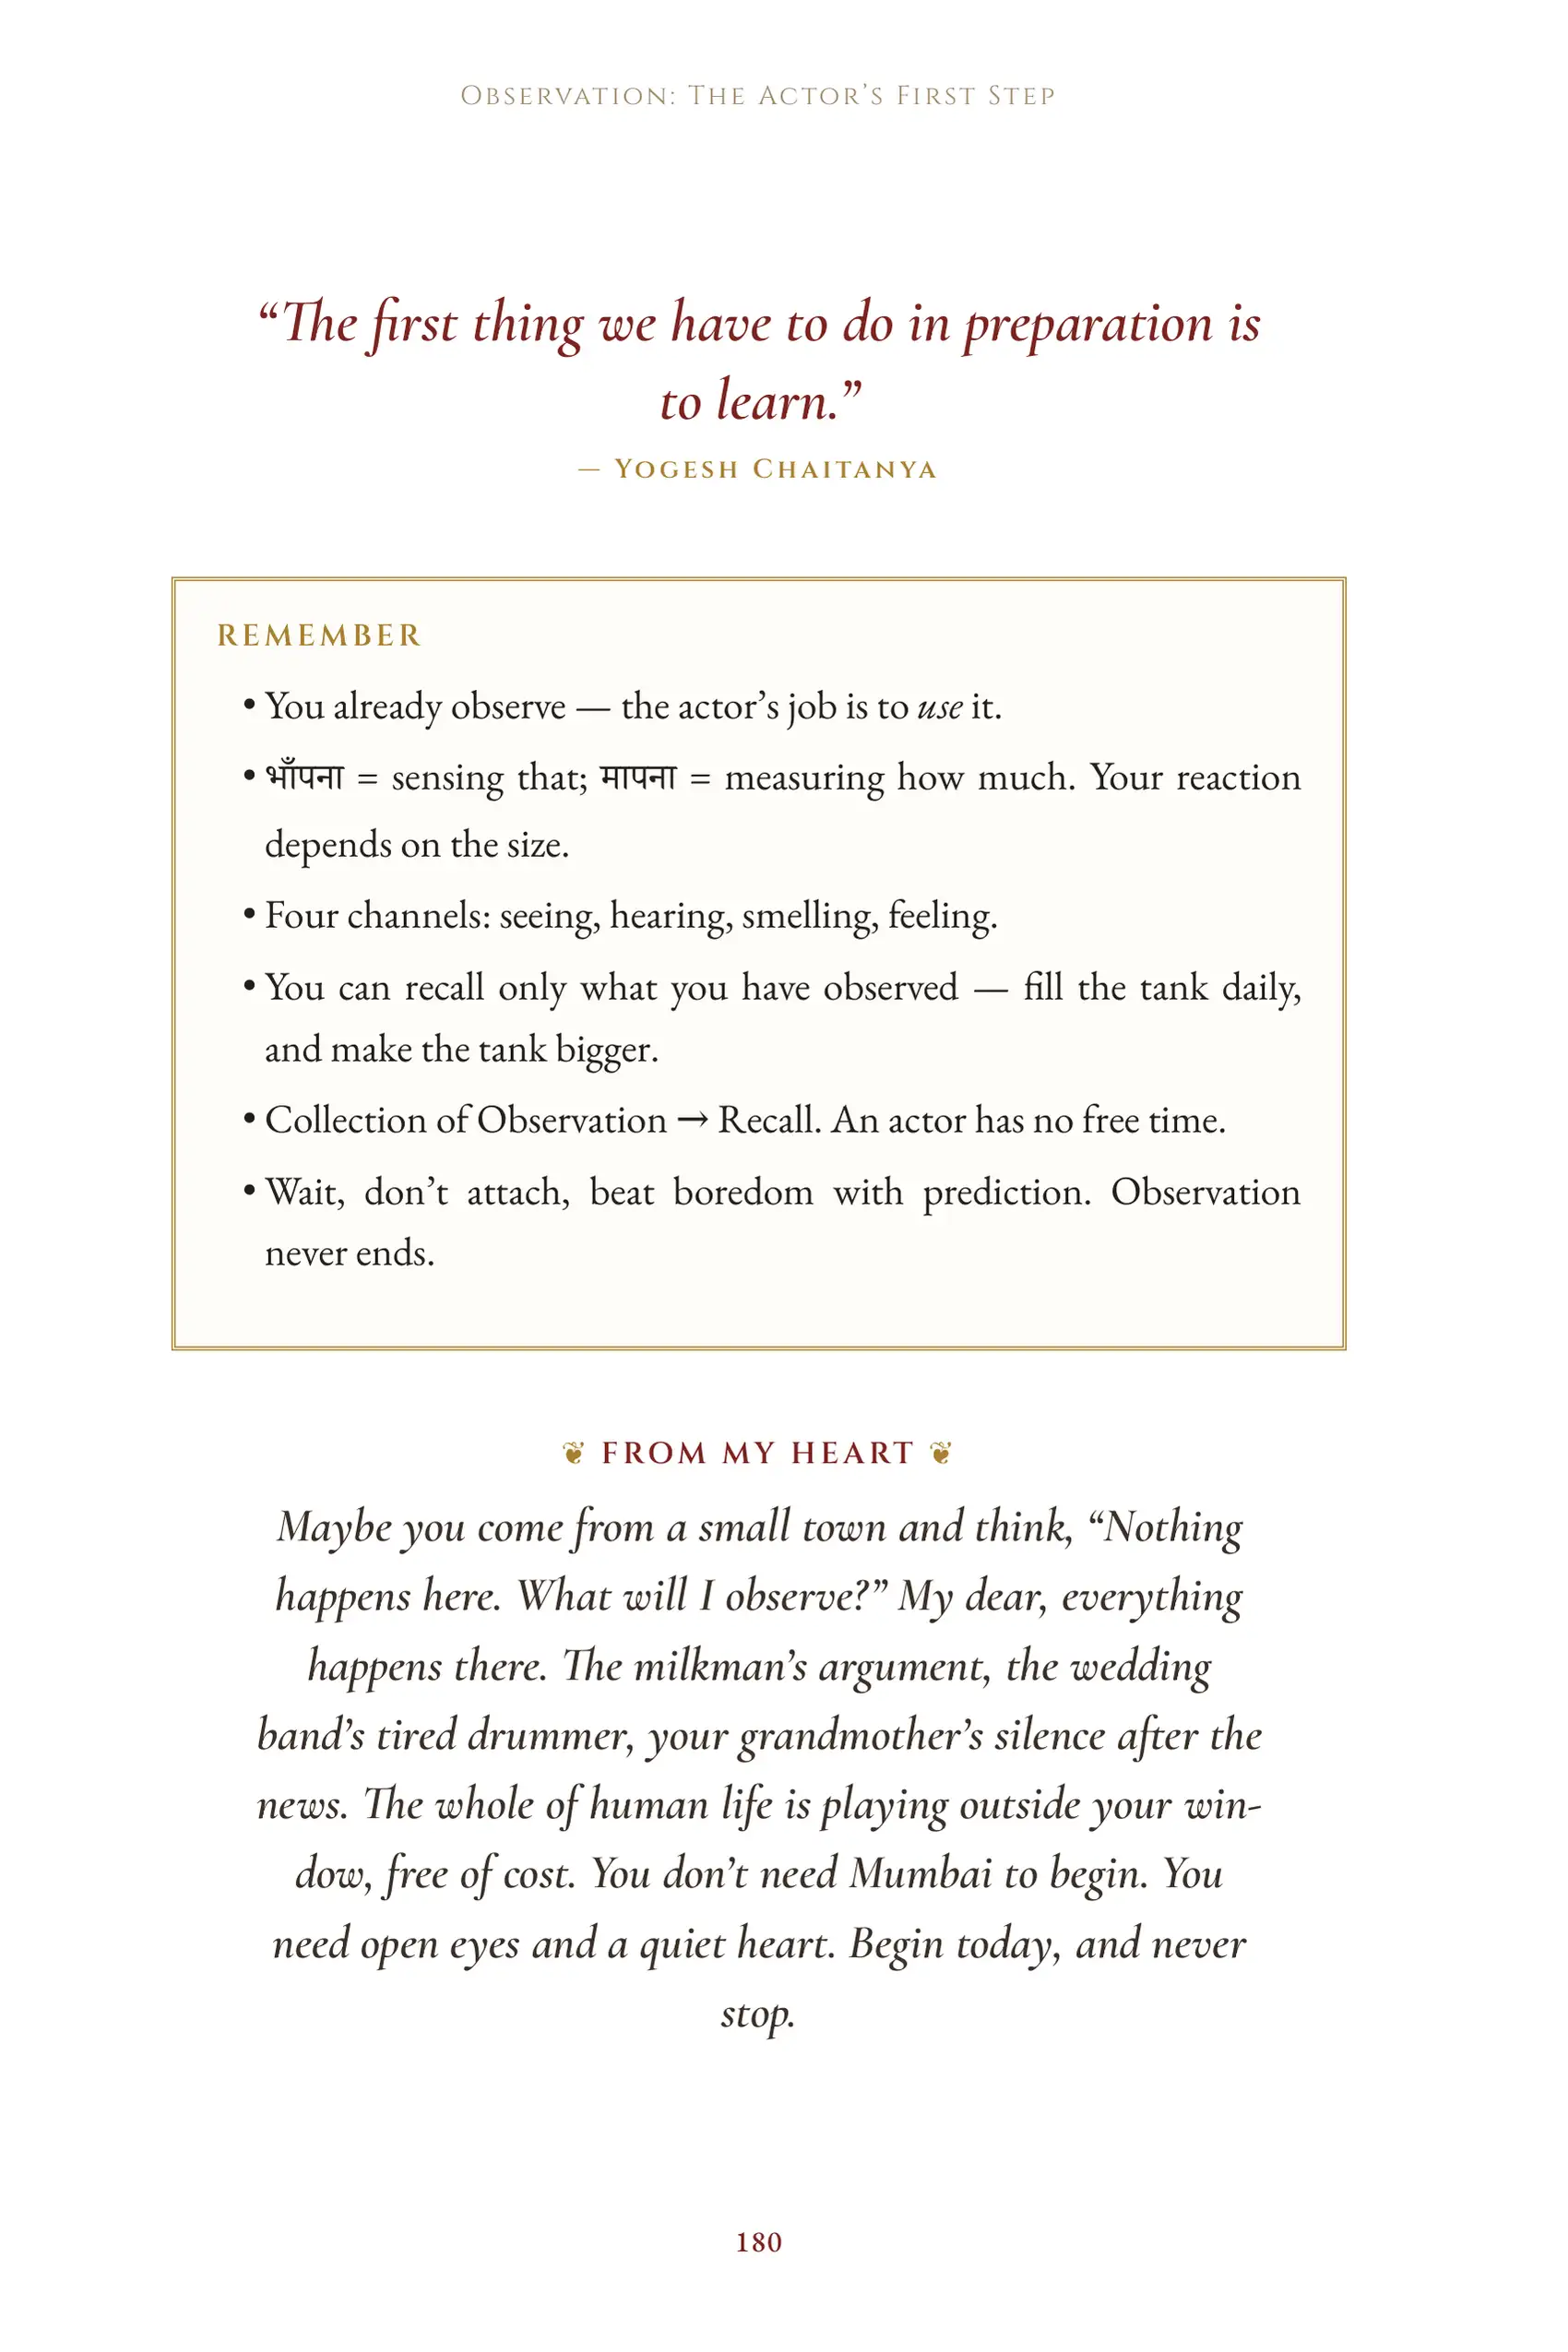 Observation: The Actor’s First Step
“The first thing we have to do in preparation is
to learn.”
— Yogesh Chaitanya
REMEMBER
• You already observe — the actor’s job is to use it.
• भाँपना = sensing that; मापना = measuring how much. Your reaction
depends on the size.
• Four channels: seeing, hearing, smelling, feeling.
• You can recall only what you have observed — fill the tank daily,
and make the tank bigger.
• Collection of Observation → Recall. An actor has no free time.
• Wait, don’t attach, beat boredom with prediction. Observation
never ends.
❦ FROM MY HEART ❦
Maybe you come from a small town and think, “Nothing
happens here. What will I observe?” My dear, everything
happens there. The milkman’s argument, the wedding
band’s tired drummer, your grandmother’s silence after the
news. The whole of human life is playing outside your win-
dow, free of cost. You don’t need Mumbai to begin. You
need open eyes and a quiet heart. Begin today, and never
stop.
180